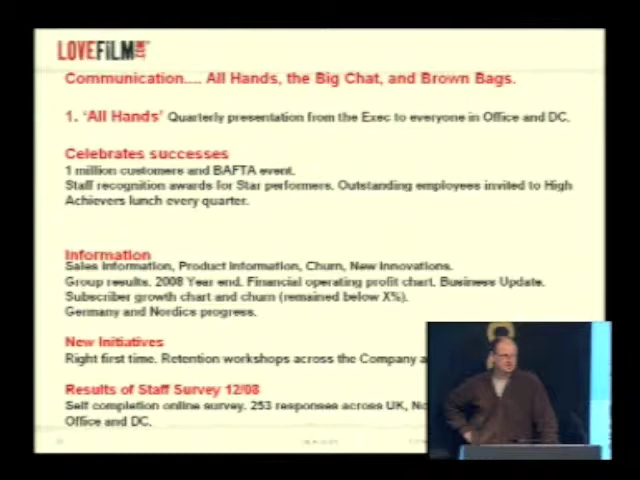 LOVEFiLM.COM
Communication.... All Hands, the Big Chat, and Brown Bags.
1. 'All Hands' Quarterly presentation from the Exec to everyone in Office and DC.
Celebrates successes
1 million customers and BAFTA event.
Staff recognition awards for Star performers. Outstanding employees invited to High
Achievers lunch every quarter.
Information
Sales Information, Product Information, Churn, New Innovations.
Group results. 2008 Year end. Financial operating profit chart. Business Update.
Subscriber growth chart and churn (remained below X%).
Germany and Nordics progress.
New Initiatives
Right first time. Retention workshops across the Company
Results of Staff Survey 12/08
Self completion online survey. 253 responses across UK,
Office and DC.